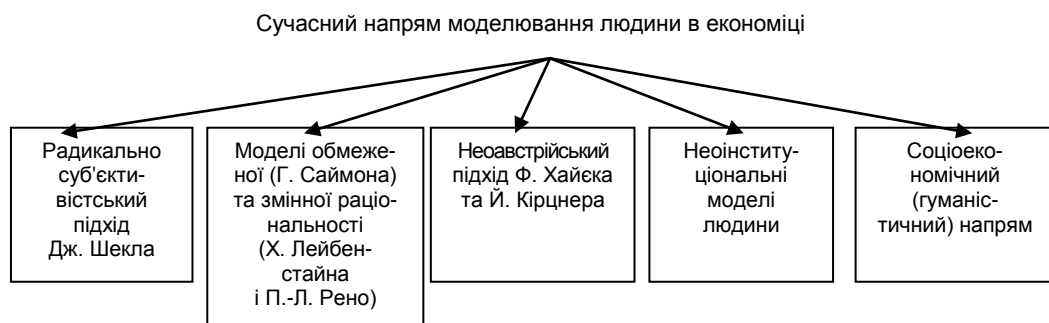 Сучасний напрям моделювання людини в економіці
Радикально
суб'єкти-
вістський
підхід
Дж. Шекла
Моделі обмеже-
ної (Г. Саймона)
та змінної раціо-
нальності
(Х. Лейбен-
стайна
і П.-Л. Рено)
Неоавстрійський
підхід Ф. Хайєка
та Й. Кірцнера
Неоінститу-
ціональні
моделі
людини
Соціоеко-
номічний
(гуманіс-
тичний) напрям